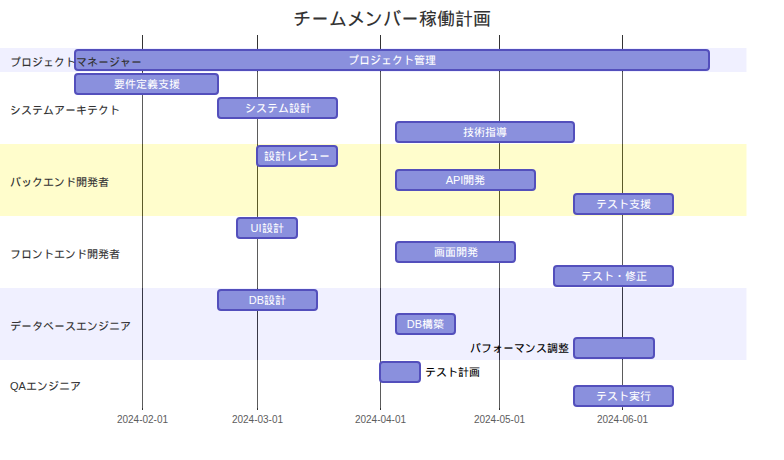 チームメンバー稼働計画
プロジェクトマネージャー
プロジェクト管理
システムアーキテクト
要件定義支援
システム設計
技術指導
バックエンド開発者
設計レビュー
API開発
テスト支援
フロントエンド開発者
UI設計
画面開発
テスト・修正
データベースエンジニア
DB設計
DB構築
パフォーマンス調整
QAエンジニア
テスト計画
テスト実行
2024-02-01
2024-03-01
2024-04-01
2024-05-01
2024-06-01